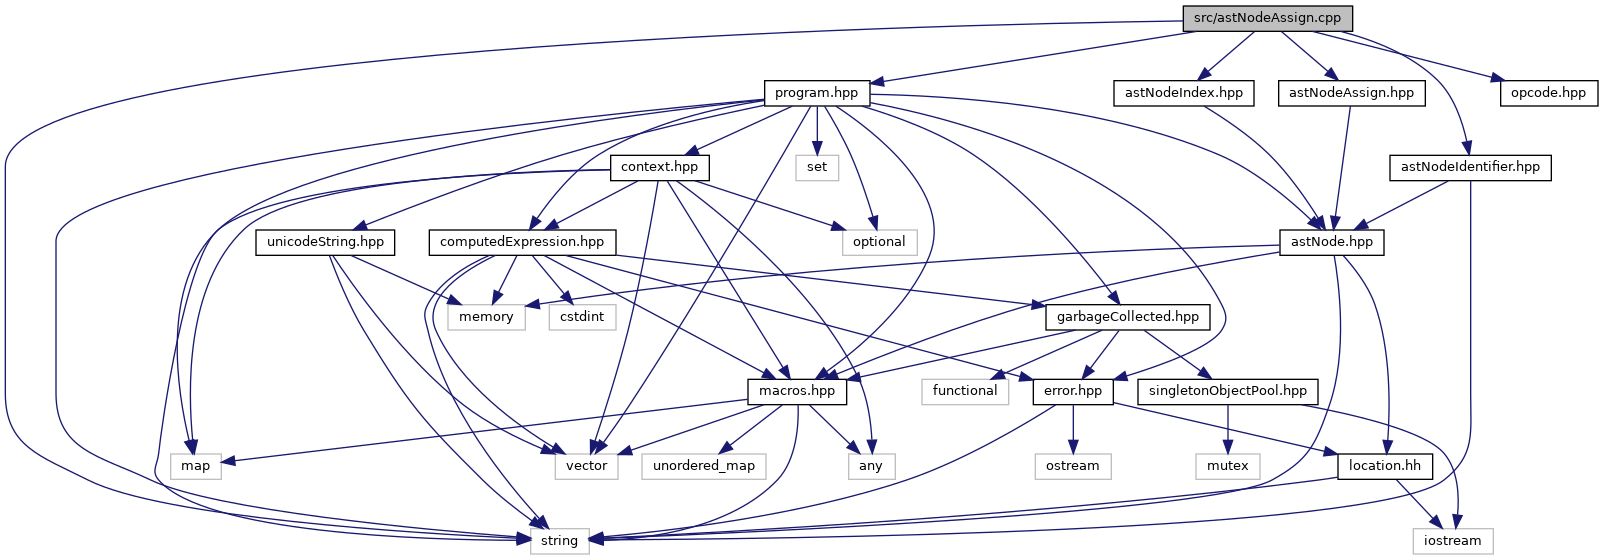 src/astNodeAssign.cpp
program.hpp
astNodeIndex.hpp
astNodeAssign.hpp
opcode.hpp
context.hpp
set
astNodeIdentifier.hpp
unicodeString.hpp
computedExpression.hpp
optional
astNode.hpp
memory
cstdint
garbageCollected.hpp
macros.hpp
functional
error.hpp
singletonObjectPool.hpp
map
vector
unordered_map
any
ostream
mutex
location.hh
string
iostream